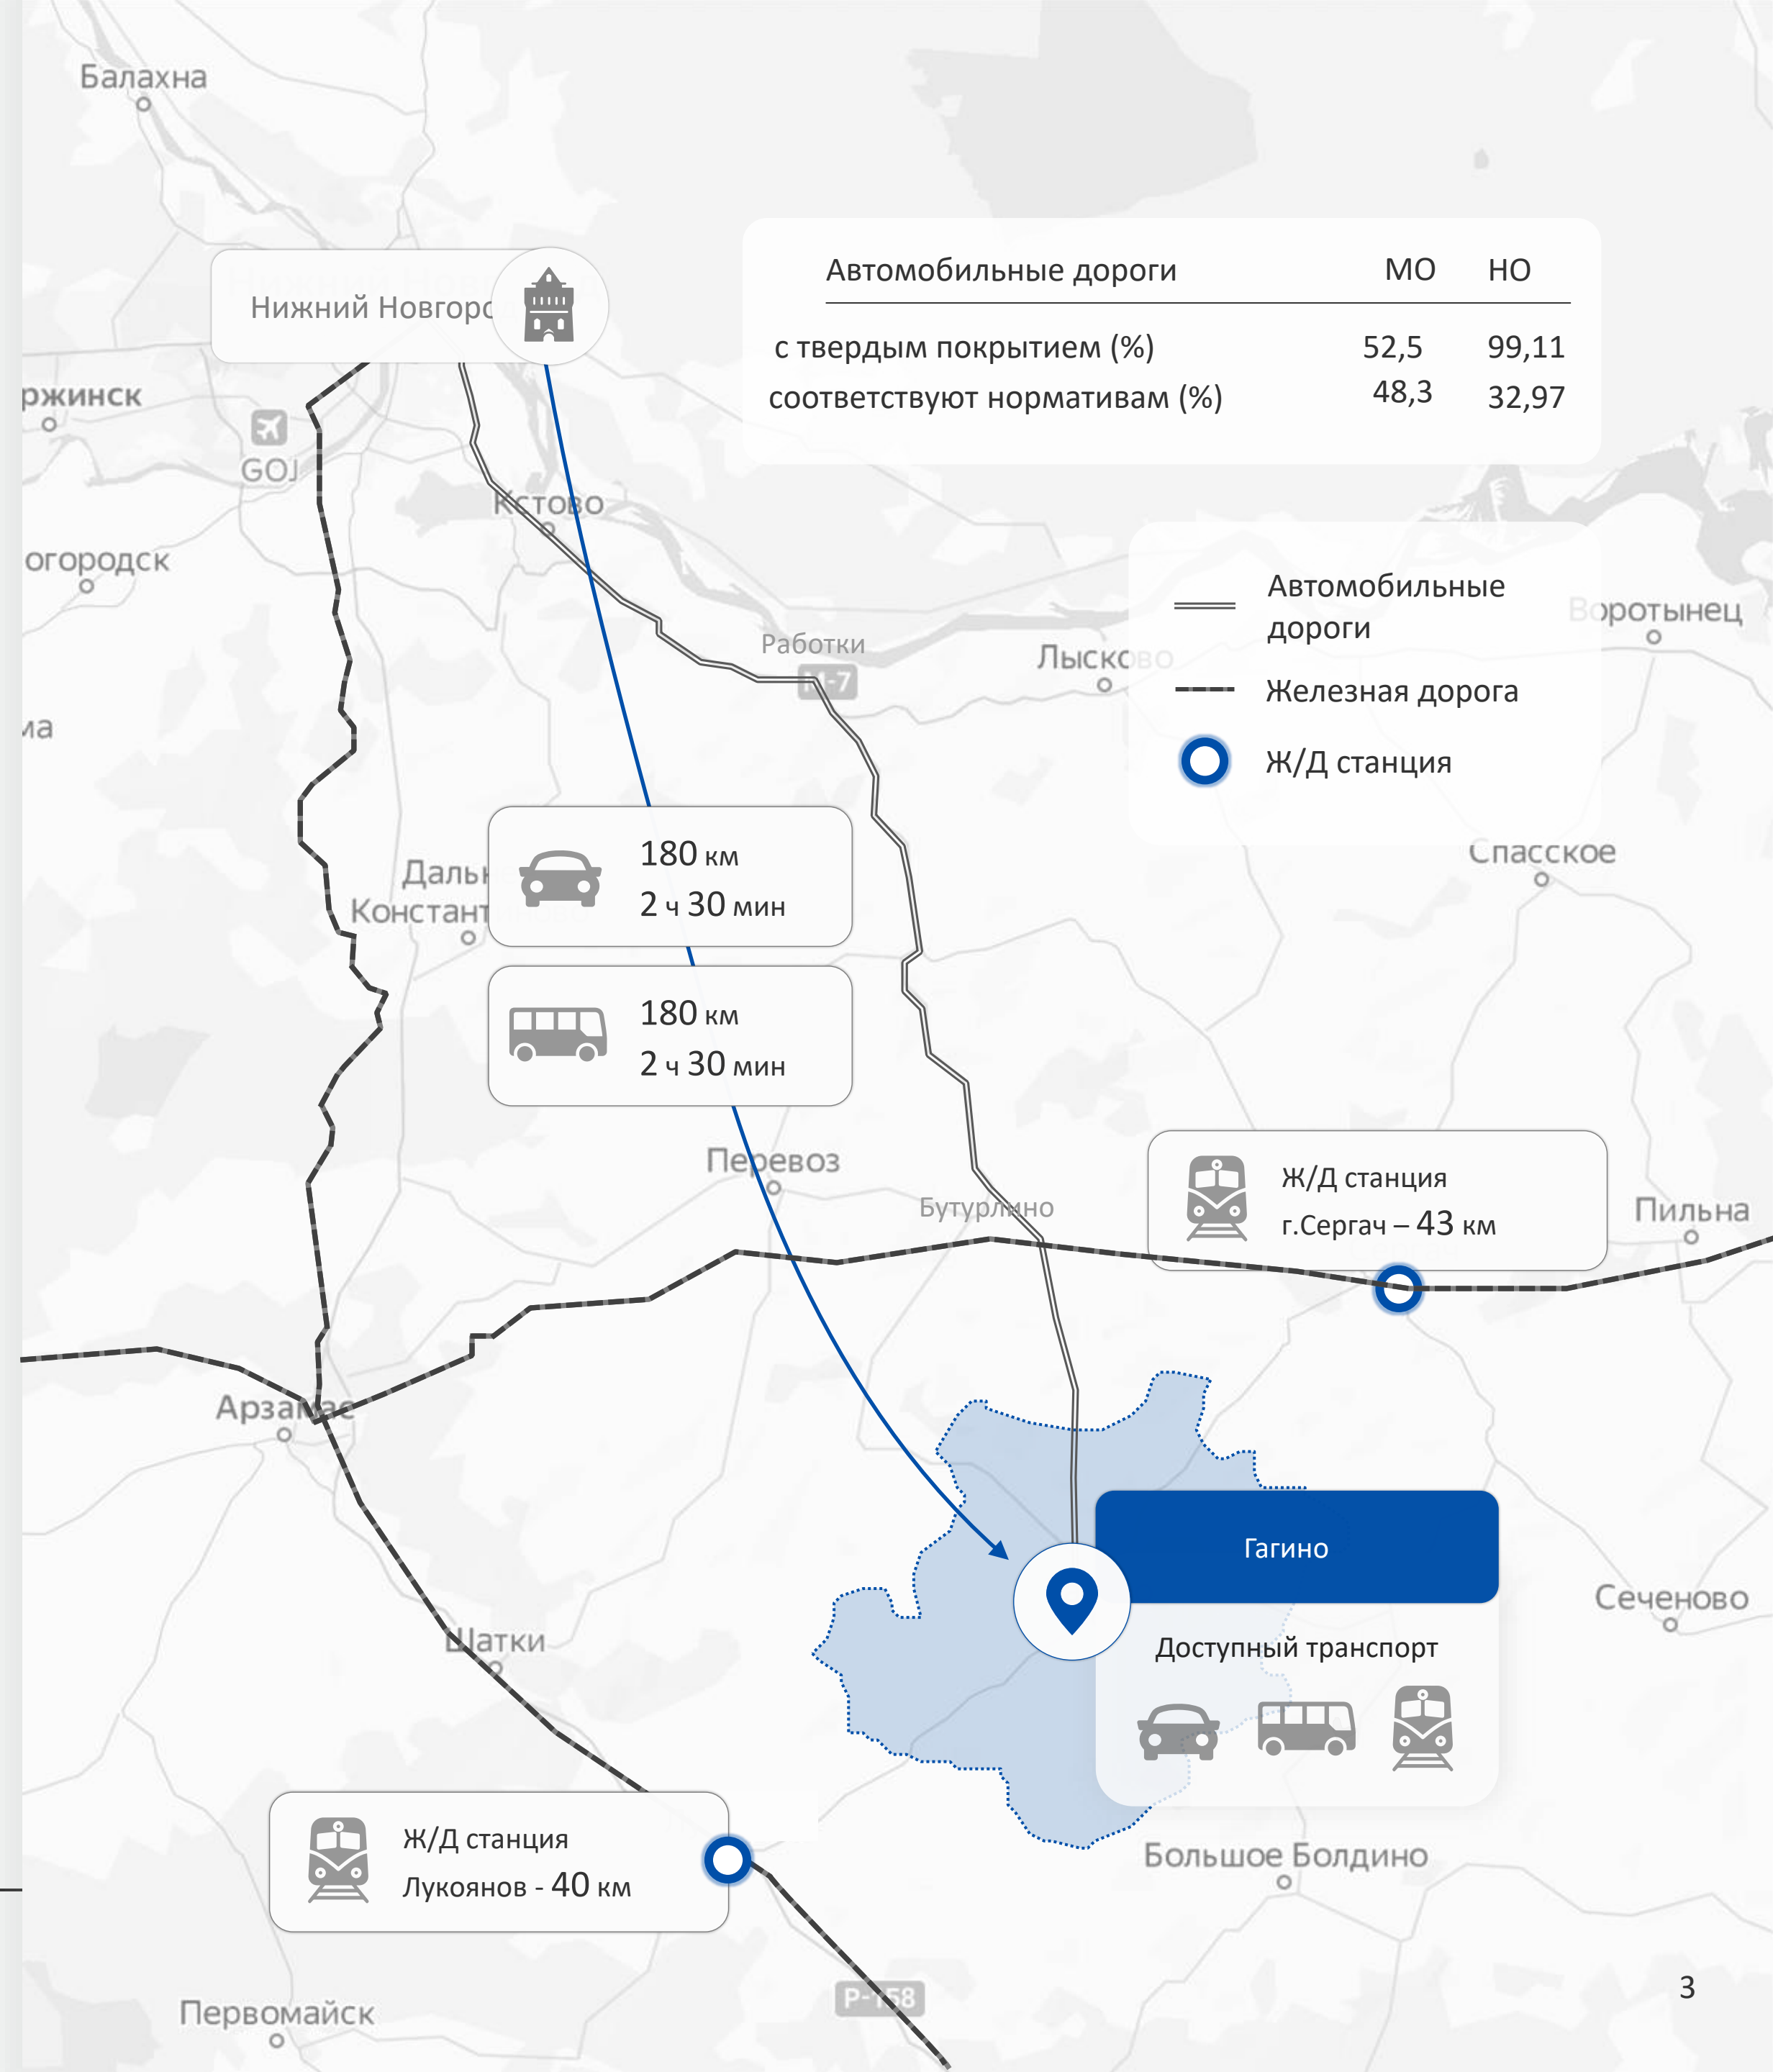 Балахна
Нижний Новгоро
Автомобильные дороги МО НО
с твердым покрытием (%) 52,5 99,11
соответствуют нормативам (%) 48,3 32,97
ржинск
GOJ
Кстово
огородск
Автомобильные
дороги
Железная дорога
Ж/Д станция
Воротынец
Работки
М-7
Лысково
ма
180 км
2 ч 30 мин
Даль
Констант
Спасское
180 км
2 ч 30 мин
Перевоз
Бутурлино
Ж/Д станция
г.Сергач – 43 км
Пильна
Арзамас
Гагино
Доступный транспорт
Сеченово
Шатки
Ж/Д станция
Лукоянов - 40 км
Большое Болдино
Р-158
Первомайск
3